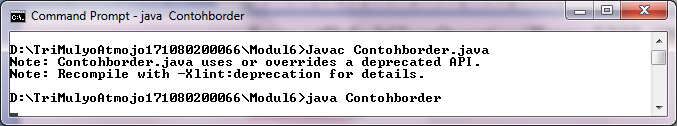 Command Prompt - java  Contohborder
D:\TriMulyoAtmojo171080200066\Modul6>Javac Contohborder.java
Note: Contohborder.java uses or overrides a deprecated API.
Note: Recompile with -Xlint:deprecation for details.
D:\TriMulyoAtmojo171080200066\Modul6>java Contohborder